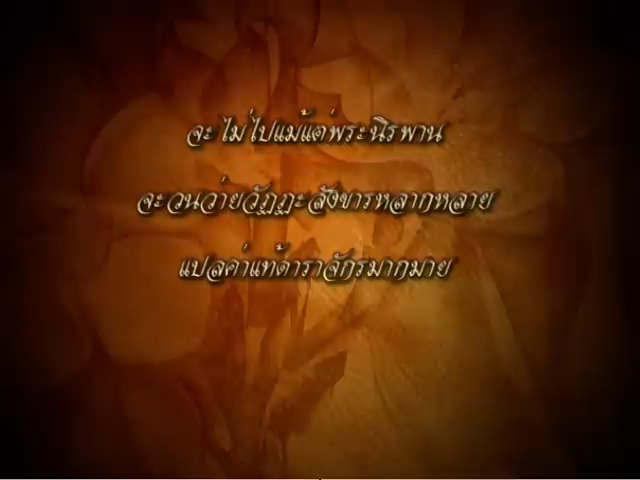 จะไม่ไปแม้แต่พระนิรพาน
จะวนว่ายวัฏฏะสังขารหลากหลาย
แปลค่าแท้ดาราจักรมากมาย